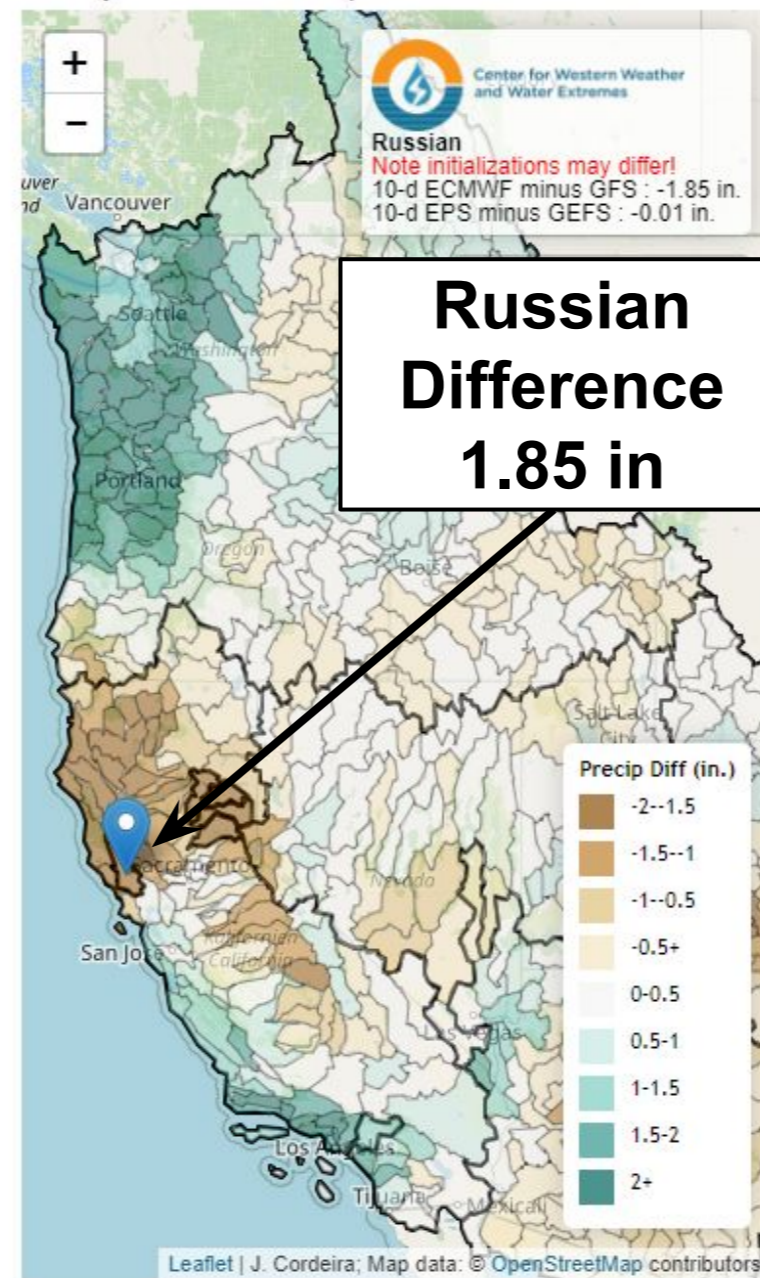 +
−
Center for Western Weather
and Water Extremes
Russian
Note initializations may differ!
10-d ECMWF minus GFS : -1.85 in.
10-d EPS minus GEFS : -0.01 in.
Vancouver
Seattle
Washington
Russian
Difference
1.85 in
Portland
Oregon
Boise
Salt Lake
City
Sacramento
Nevada
San José
Kalifornien
California
Las Vegas
Los Angeles
Tijuana
Mexicali
Precip Diff (in.)
-2--1.5
-1.5--1
-1--0.5
-0.5+
0-0.5
0.5-1
1-1.5
1.5-2
2+
Leaflet | J. Cordeira; Map data: © OpenStreetMap contributors